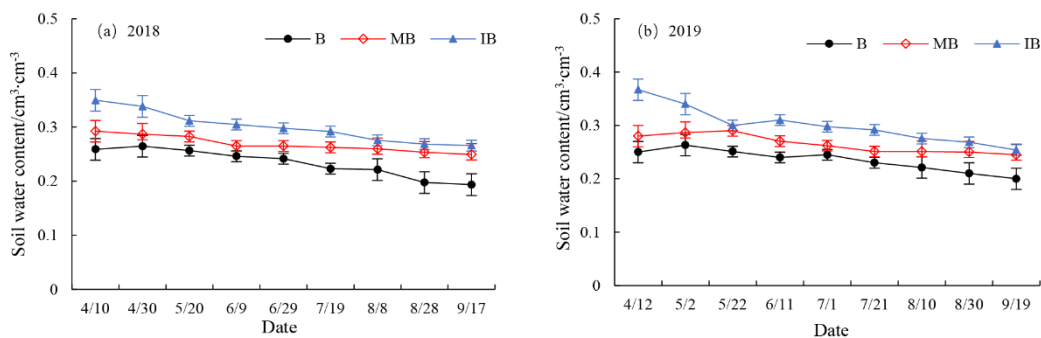 (a) 2018
B MB IB
Soil water content/cm³·cm⁻³
0.5
0.4
0.3
0.2
0.1
0
4/10 4/30 5/20 6/9 6/29 7/19 8/8 8/28 9/17
Date
(b) 2019
B MB IB
Soil water content/cm³·cm⁻³
0.5
0.4
0.3
0.2
0.1
0
4/12 5/2 5/22 6/11 7/1 7/21 8/10 8/30 9/19
Date